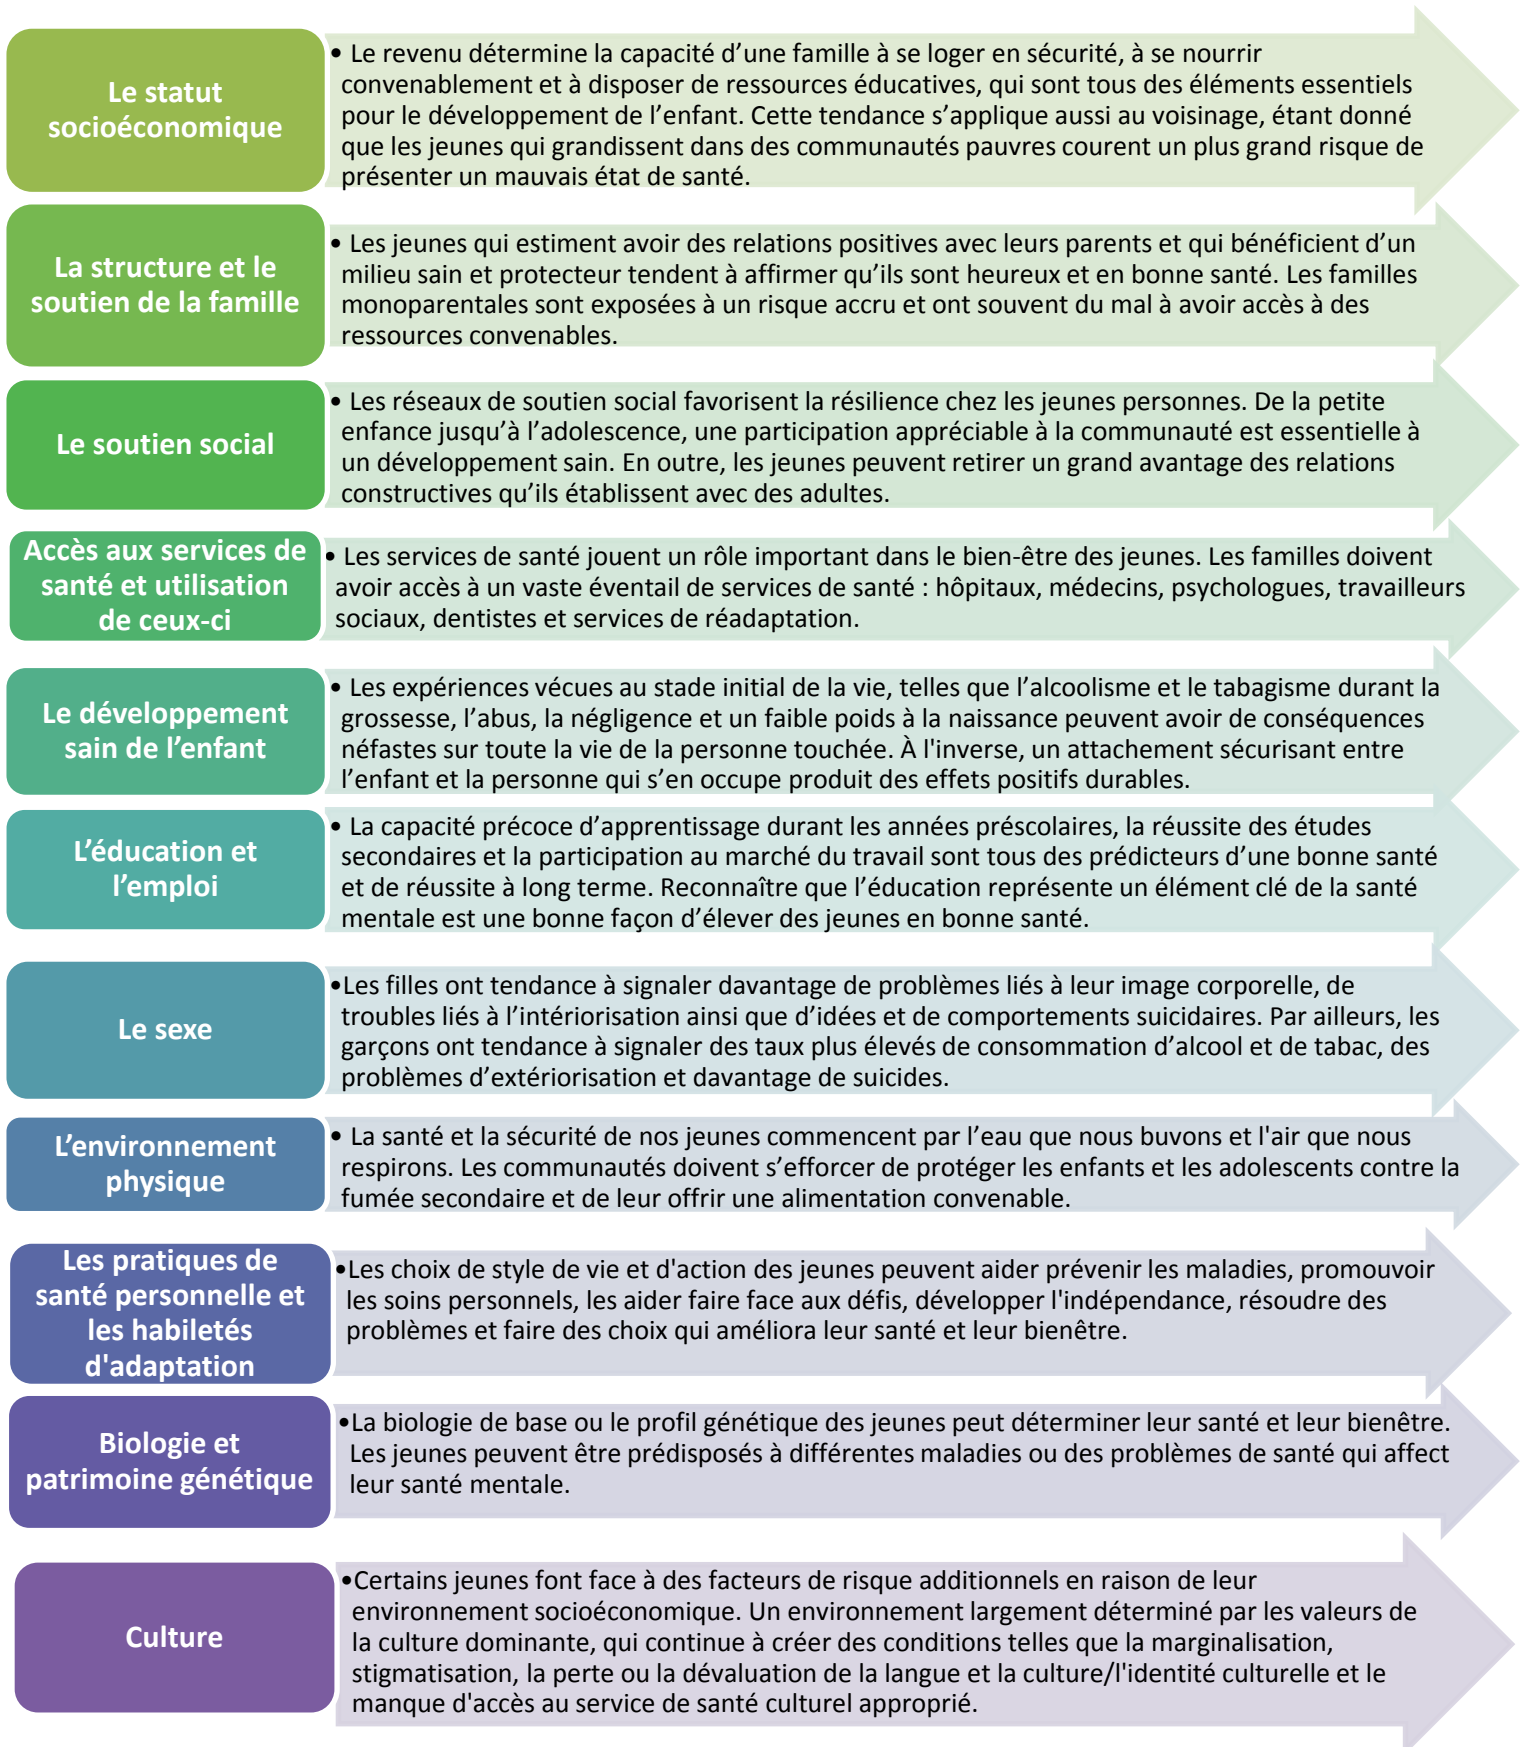 Le statut
socioéconomique
• Le revenu détermine la capacité d’une famille à se loger en sécurité, à se nourrir
convenablement et à disposer de ressources éducatives, qui sont tous des éléments essentiels
pour le développement de l’enfant. Cette tendance s’applique aussi au voisinage, étant donné
que les jeunes qui grandissent dans des communautés pauvres courent un plus grand risque de
présenter un mauvais état de santé.
La structure et le
soutien de la famille
• Les jeunes qui estiment avoir des relations positives avec leurs parents et qui bénéficient d’un
milieu sain et protecteur tendent à affirmer qu’ils sont heureux et en bonne santé. Les familles
monoparentales sont exposées à un risque accru et ont souvent du mal à avoir accès à des
ressources convenables.
Le soutien social
• Les réseaux de soutien social favorisent la résilience chez les jeunes personnes. De la petite
enfance jusqu’à l’adolescence, une participation appréciable à la communauté est essentielle à
un développement sain. En outre, les jeunes peuvent retirer un grand avantage des relations
constructives qu’ils établissent avec des adultes.
Accès aux services de
santé et utilisation
de ceux-ci
• Les services de santé jouent un rôle important dans le bien-être des jeunes. Les familles doivent
avoir accès à un vaste éventail de services de santé : hôpitaux, médecins, psychologues, travailleurs
sociaux, dentistes et services de réadaptation.
Le développement
sain de l’enfant
• Les expériences vécues au stade initial de la vie, telles que l’alcoolisme et le tabagisme durant la
grossesse, l’abus, la négligence et un faible poids à la naissance peuvent avoir de conséquences
néfastes sur toute la vie de la personne touchée. À l'inverse, un attachement sécurisant entre
l’enfant et la personne qui s’en occupe produit des effets positifs durables.
L’éducation et
l’emploi
• La capacité précoce d’apprentissage durant les années préscolaires, la réussite des études
secondaires et la participation au marché du travail sont tous des prédicteurs d’une bonne santé
et de réussite à long terme. Reconnaître que l’éducation représente un élément clé de la santé
mentale est une bonne façon d’élever des jeunes en bonne santé.
Le sexe
•Les filles ont tendance à signaler davantage de problèmes liés à leur image corporelle, de
troubles liés à l’intériorisation ainsi que d’idées et de comportements suicidaires. Par ailleurs, les
garçons ont tendance à signaler des taux plus élevés de consommation d’alcool et de tabac, des
problèmes d’extériorisation et davantage de suicides.
L’environnement
physique
• La santé et la sécurité de nos jeunes commencent par l’eau que nous buvons et l'air que nous
respirons. Les communautés doivent s’efforcer de protéger les enfants et les adolescents contre la
fumée secondaire et de leur offrir une alimentation convenable.
Les pratiques de
santé personnelle et
les habiletés
d'adaptation
•Les choix de style de vie et d'action des jeunes peuvent aider prévenir les maladies, promouvoir
les soins personnels, les aider faire face aux défis, développer l'indépendance, résoudre des
problèmes et faire des choix qui améliora leur santé et leur bienêtre.
Biologie et
patrimoine génétique
•La biologie de base ou le profil génétique des jeunes peut déterminer leur santé et leur bienêtre.
Les jeunes peuvent être prédisposés à différentes maladies ou des problèmes de santé qui affect
leur santé mentale.
Culture
•Certains jeunes font face à des facteurs de risque additionnels en raison de leur
environnement socioéconomique. Un environnement largement déterminé par les valeurs de
la culture dominante, qui continue à créer des conditions telles que la marginalisation,
stigmatisation, la perte ou la dévaluation de la langue et la culture/l'identité culturelle et le
manque d'accès au service de santé culturel approprié.